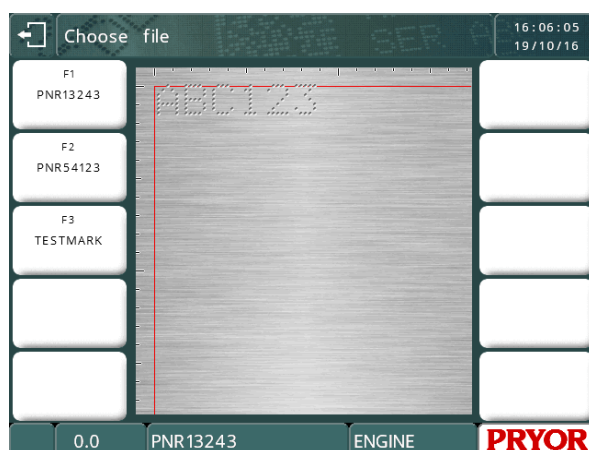 Choose file
16:06:05
19/10/16
F1
PNR13243
F2
PNR54123
F3
TESTMARK
ABC123
0.0
PNR13243
ENGINE
PRYOR